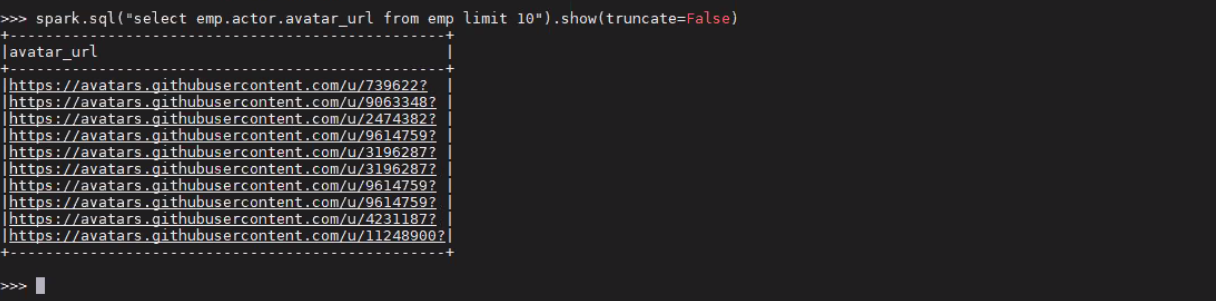 >>> spark.sql("select emp.actor.avatar_url from emp limit 10").show(truncate=False)
+-----------------------------------------------+
|avatar_url                                     |
+-----------------------------------------------+
|https://avatars.githubusercontent.com/u/739622?  |
|https://avatars.githubusercontent.com/u/9063348? |
|https://avatars.githubusercontent.com/u/2474382? |
|https://avatars.githubusercontent.com/u/9614759? |
|https://avatars.githubusercontent.com/u/3196287? |
|https://avatars.githubusercontent.com/u/3196287? |
|https://avatars.githubusercontent.com/u/9614759? |
|https://avatars.githubusercontent.com/u/9614759? |
|https://avatars.githubusercontent.com/u/4231187? |
|https://avatars.githubusercontent.com/u/11248900?|
+-----------------------------------------------+
>>>